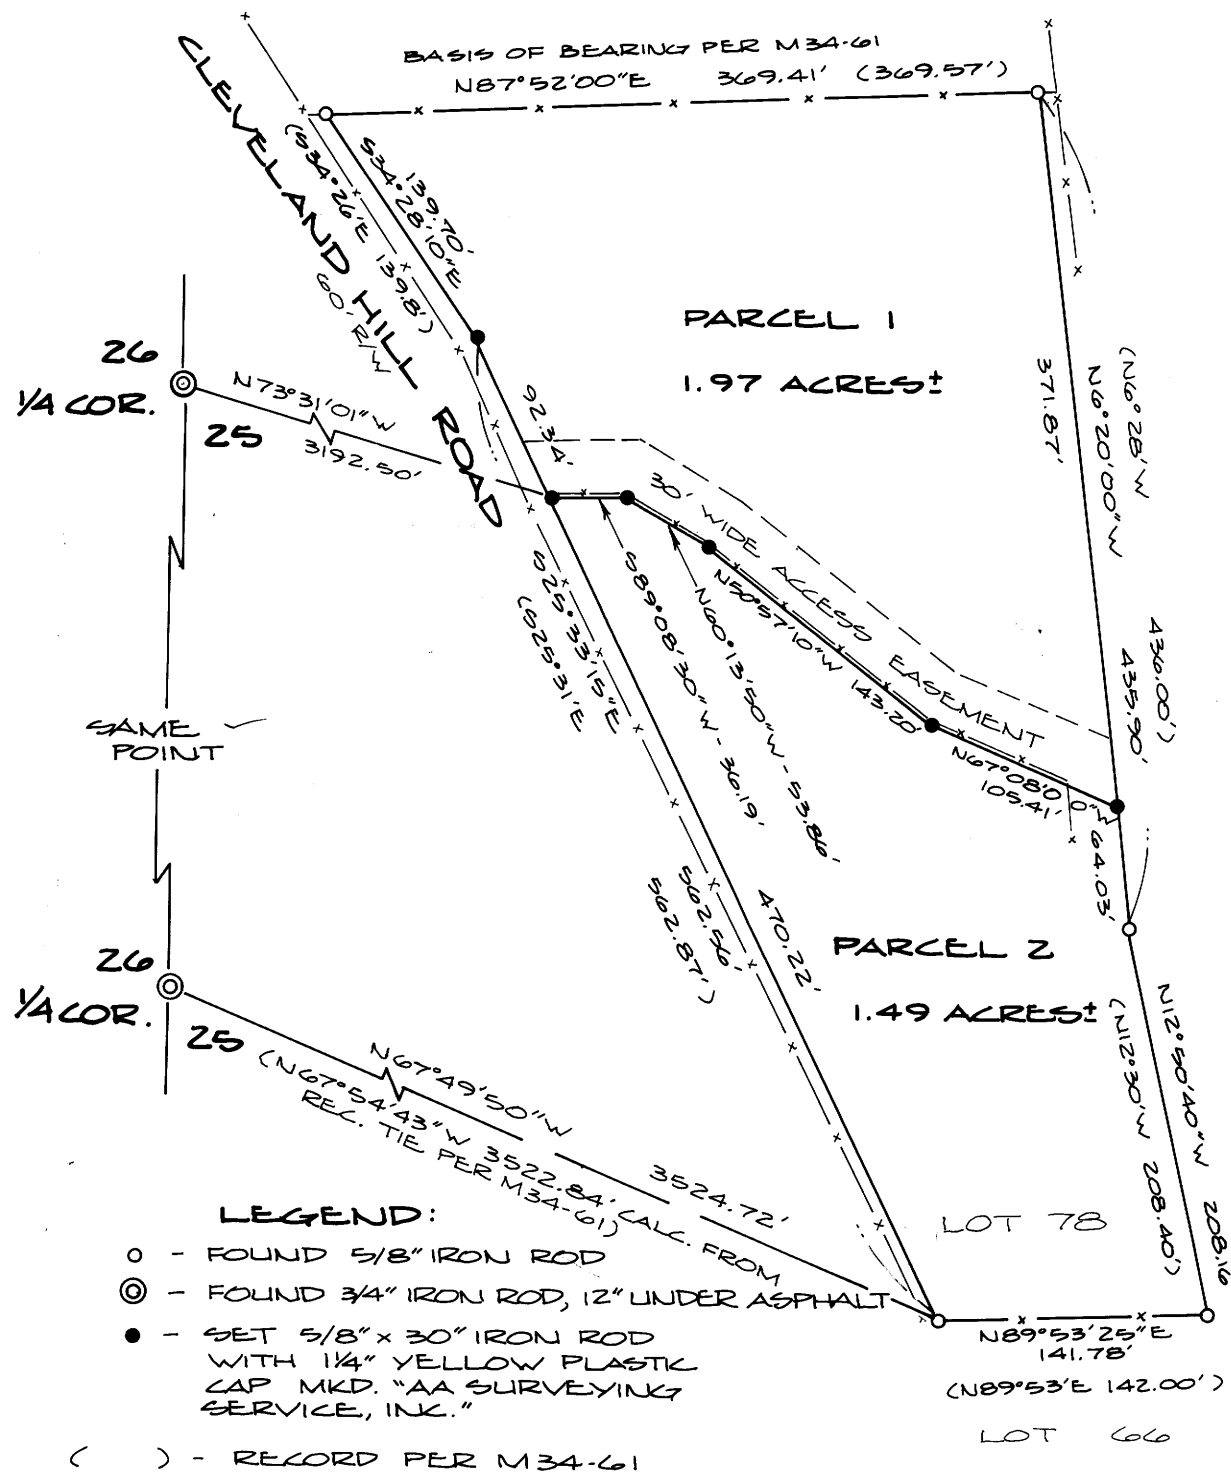 BASIS OF BEARING PER M34-61
N87°52'00"E 369.41' (369.57')
CLEVELAND HILL ROAD
60' R/W
139.70'
S34°28'10"E
(S34°26'E 139.8')
PARCEL 1
1.97 ACRES±
26
1/4 COR.
25
N73°31'01"W
3192.50'
92.34'
371.87'
N6°20'00"W
(N6°28'W
435.90'
436.00')
30' WIDE ACCESS EASEMENT
S89°08'30"W - 36.19'
N60°13'50"W - 53.86'
N50°57'10"W 143.20'
N67°08'00"W
105.41'
64.03'
S25°33'15"E
(S25°31'E
562.56'
562.87')
470.22'
SAME
POINT
PARCEL 2
1.49 ACRES±
26
1/4 COR.
25
N67°49'50"W
3524.72'
(N67°54'43"W 3522.84' CALC. FROM
REC. TIE PER M34-61)
N12°50'40"W 208.16
(N12°30'W 208.40')
LOT 78
N89°53'25"E
141.78'
(N89°53'E 142.00')
LOT 66
LEGEND:
- FOUND 5/8" IRON ROD
- FOUND 3/4" IRON ROD, 12" UNDER ASPHALT
- SET 5/8" x 30" IRON ROD
WITH 1 1/4" YELLOW PLASTIC
CAP MKD. "AA SURVEYING
SERVICE, INC."
( ) - RECORD PER M34-61